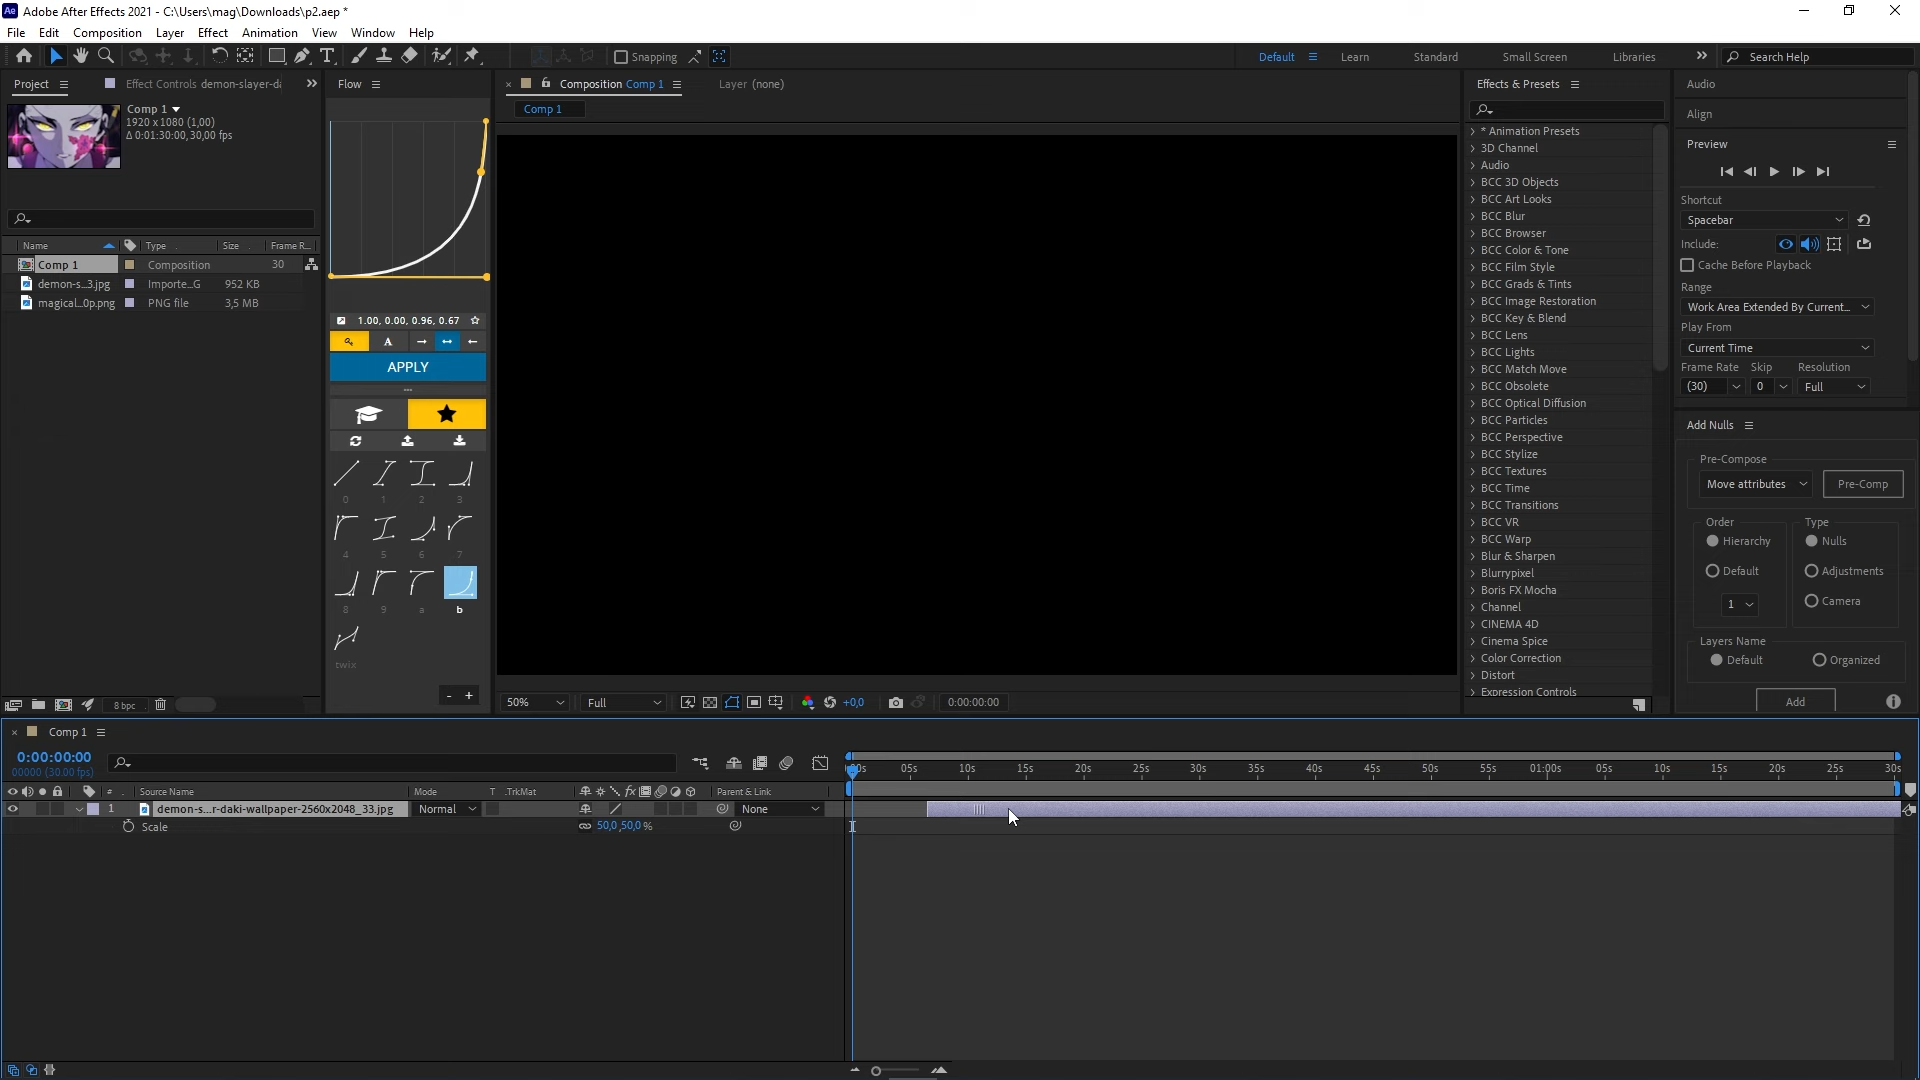 Ae Adobe After Effects 2021 - C:\Users\mag\Downloads\p2.aep *
File Edit Composition Layer Effect Animation View Window Help
Snapping
Default Learn Standard Small Screen Libraries Search Help
Project Effect Controls demon-slayer-d
Comp 1
1920 x 1080 (1,00)
Δ 0:01:30:00, 30,00 fps
Name Type Size Frame R...
Comp 1 Composition 30
demon-s...3.jpg Importe...G 952 KB
magical...0p.png PNG file 3,5 MB
8 bpc
Flow
1.00, 0.00, 0.96, 0.67
A
APPLY
0 1 2 3
4 5 6 7
8 9 a b
twix
- +
Composition Comp 1
Layer (none)
Comp 1
50% Full +0,0 0:00:00:00
Effects & Presets
* Animation Presets
3D Channel
Audio
BCC 3D Objects
BCC Art Looks
BCC Blur
BCC Browser
BCC Color & Tone
BCC Film Style
BCC Grads & Tints
BCC Image Restoration
BCC Key & Blend
BCC Lens
BCC Lights
BCC Match Move
BCC Obsolete
BCC Optical Diffusion
BCC Particles
BCC Perspective
BCC Stylize
BCC Textures
BCC Time
BCC Transitions
BCC VR
BCC Warp
Blur & Sharpen
Blurrypixel
Boris FX Mocha
Channel
CINEMA 4D
Cinema Spice
Color Correction
Distort
Expression Controls
Audio
Align
Preview
Shortcut
Spacebar
Include:
Cache Before Playback
Range
Work Area Extended By Current...
Play From
Current Time
Frame Rate Skip Resolution
(30) 0 Full
Add Nulls
Pre-Compose
Move attributes Pre-Comp
Order Type
Hierarchy Nulls
Default Adjustments
1 Camera
Layers Name
Default Organized
Add
Comp 1
0:00:00:00
00000 (30.00 fps)
# Source Name Mode T .TrkMat Parent & Link
1 demon-s...r-daki-wallpaper-2560x2048_33.jpg Normal None
Scale 50,0,50,0 %
05s 10s 15s 20s 25s 30s 35s 40s 45s 50s 55s 01:00s 05s 10s 15s 20s 25s 30s